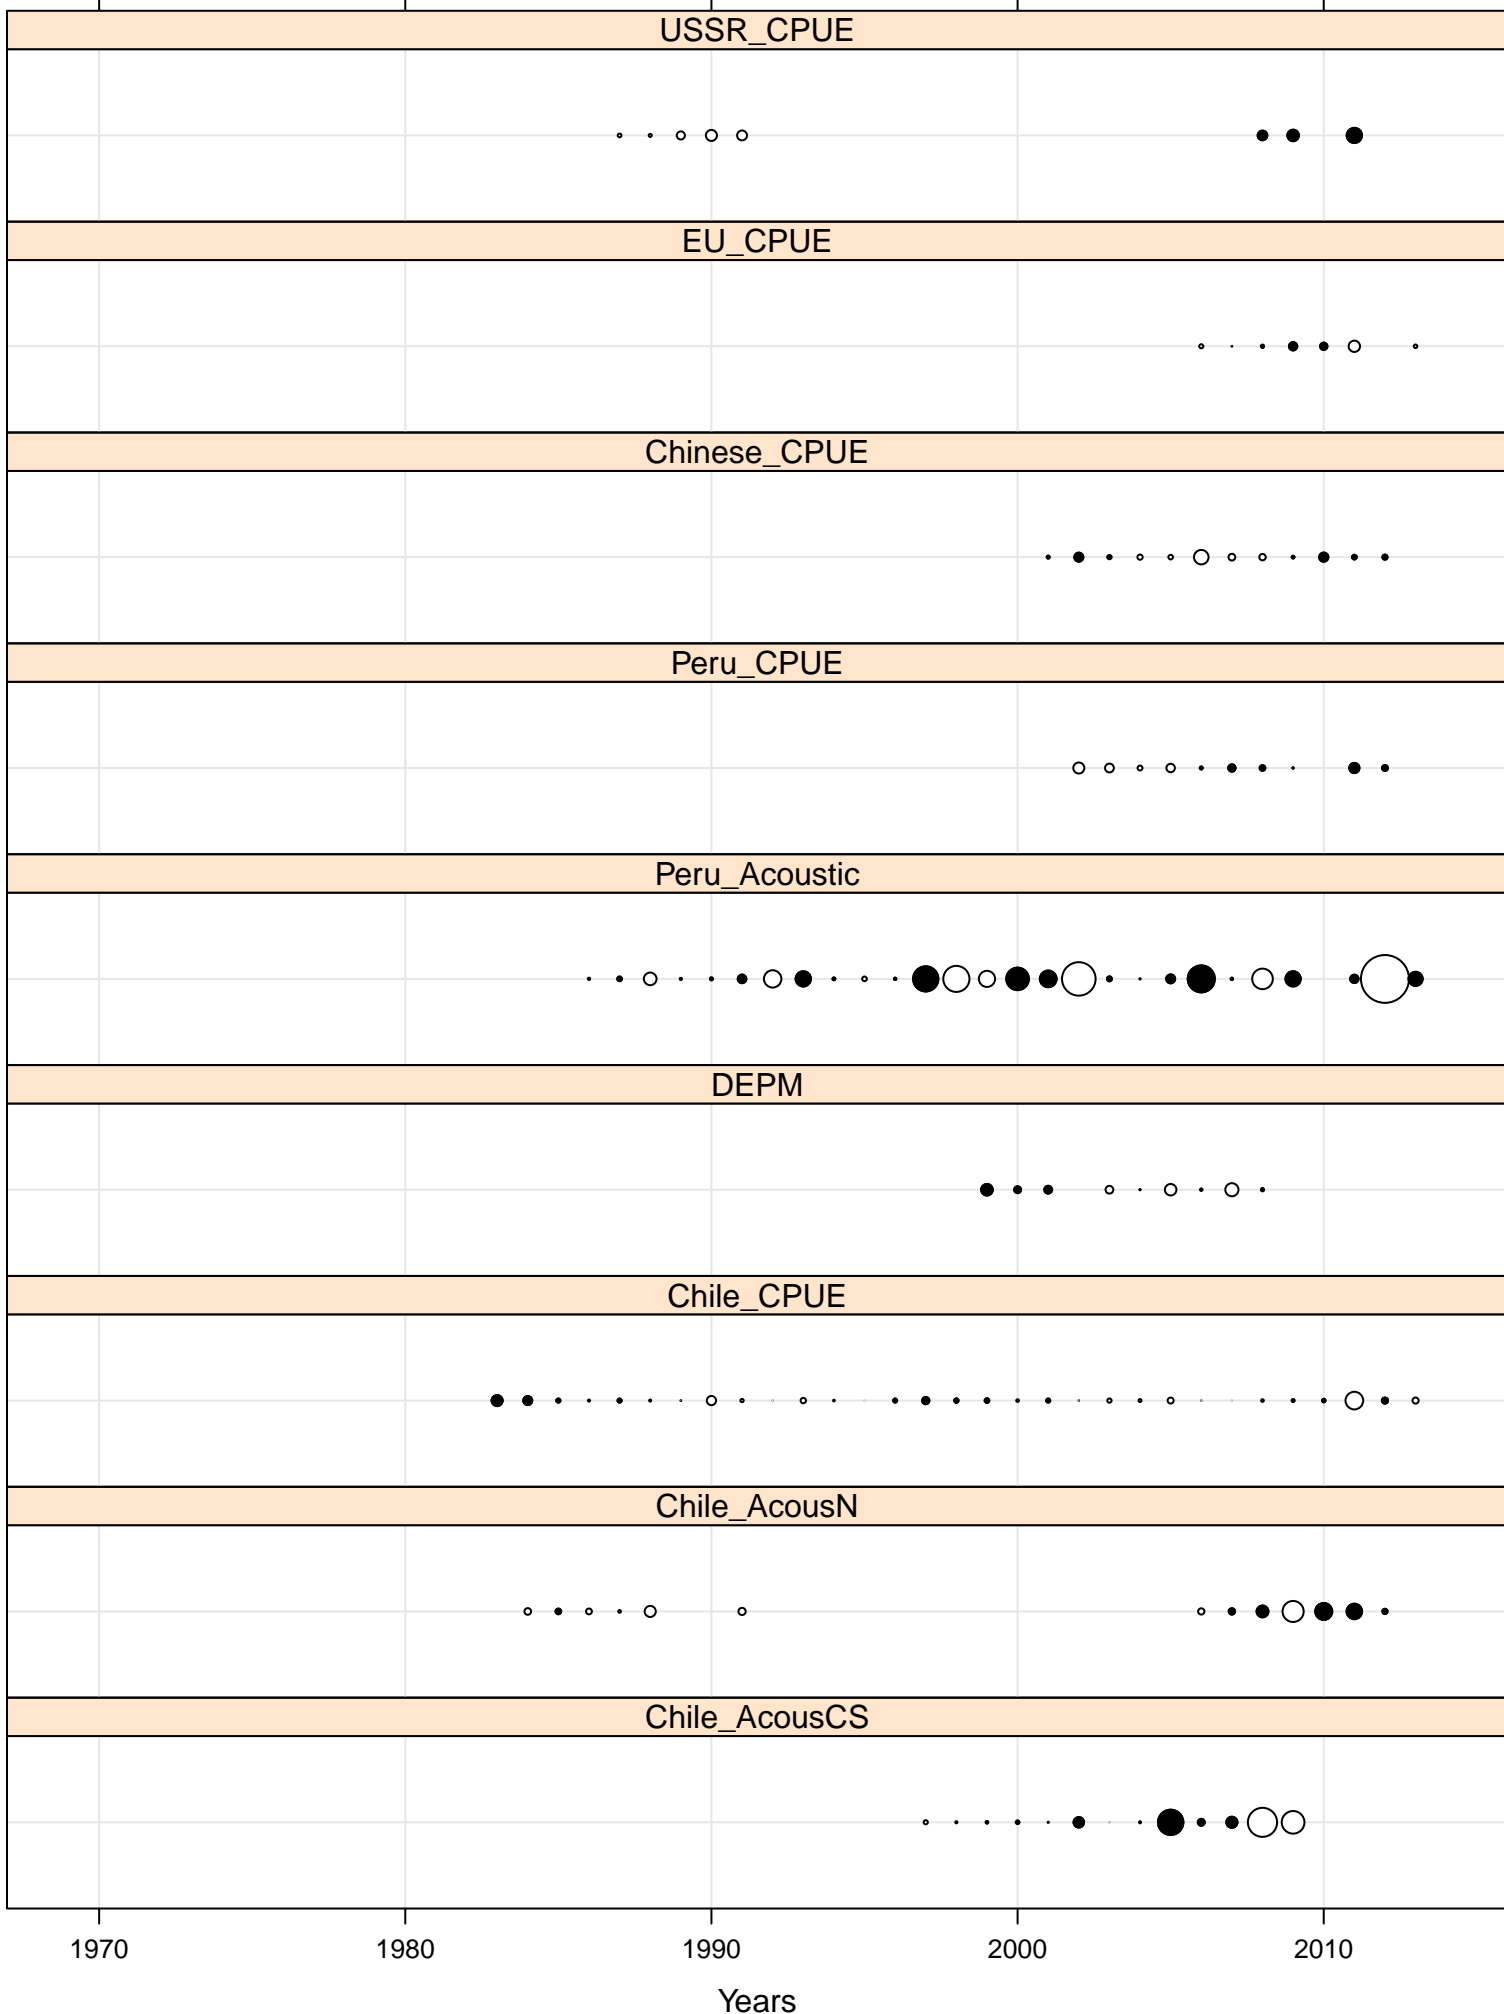 USSR_CPUE
EU_CPUE
Chinese_CPUE
Peru_CPUE
Peru_Acoustic
DEPM
Chile_CPUE
Chile_AcousN
Chile_AcousCS
1970 1980 1990 2000 2010
Years